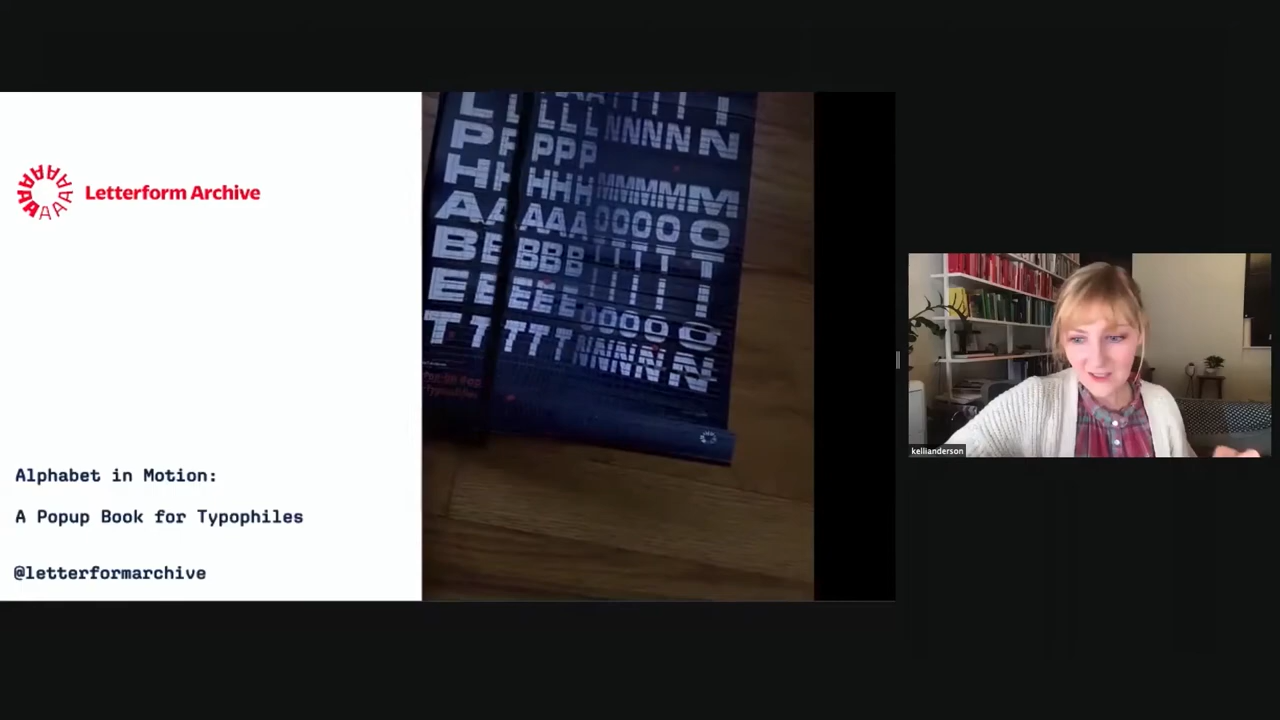 Letterform Archive
Alphabet in Motion:
A Popup Book for Typophiles
@letterformarchive
L L L L L N N N N N
P P P P P
H H H H H M M M M M
A A A A A O O O O O
B B B B B T T T T T
E E E E E I I I I I
T T T T T O O O O O
N N N N N
kellianderson